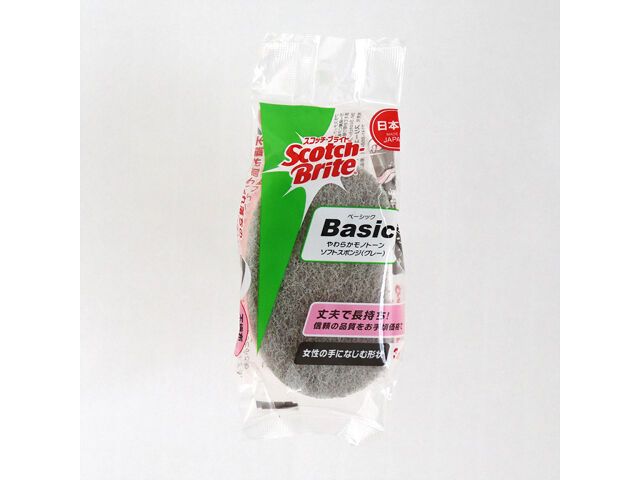 日本
MADE
JAPA
スコッチ・ブライト
Scotch-
Brite
ベーシック
Basic
やわらかモノトーン
ソフトスポンジ(グレー)
丈夫で長持ち!
信頼の品質をお手頃価格で
女性の手になじむ形状
3